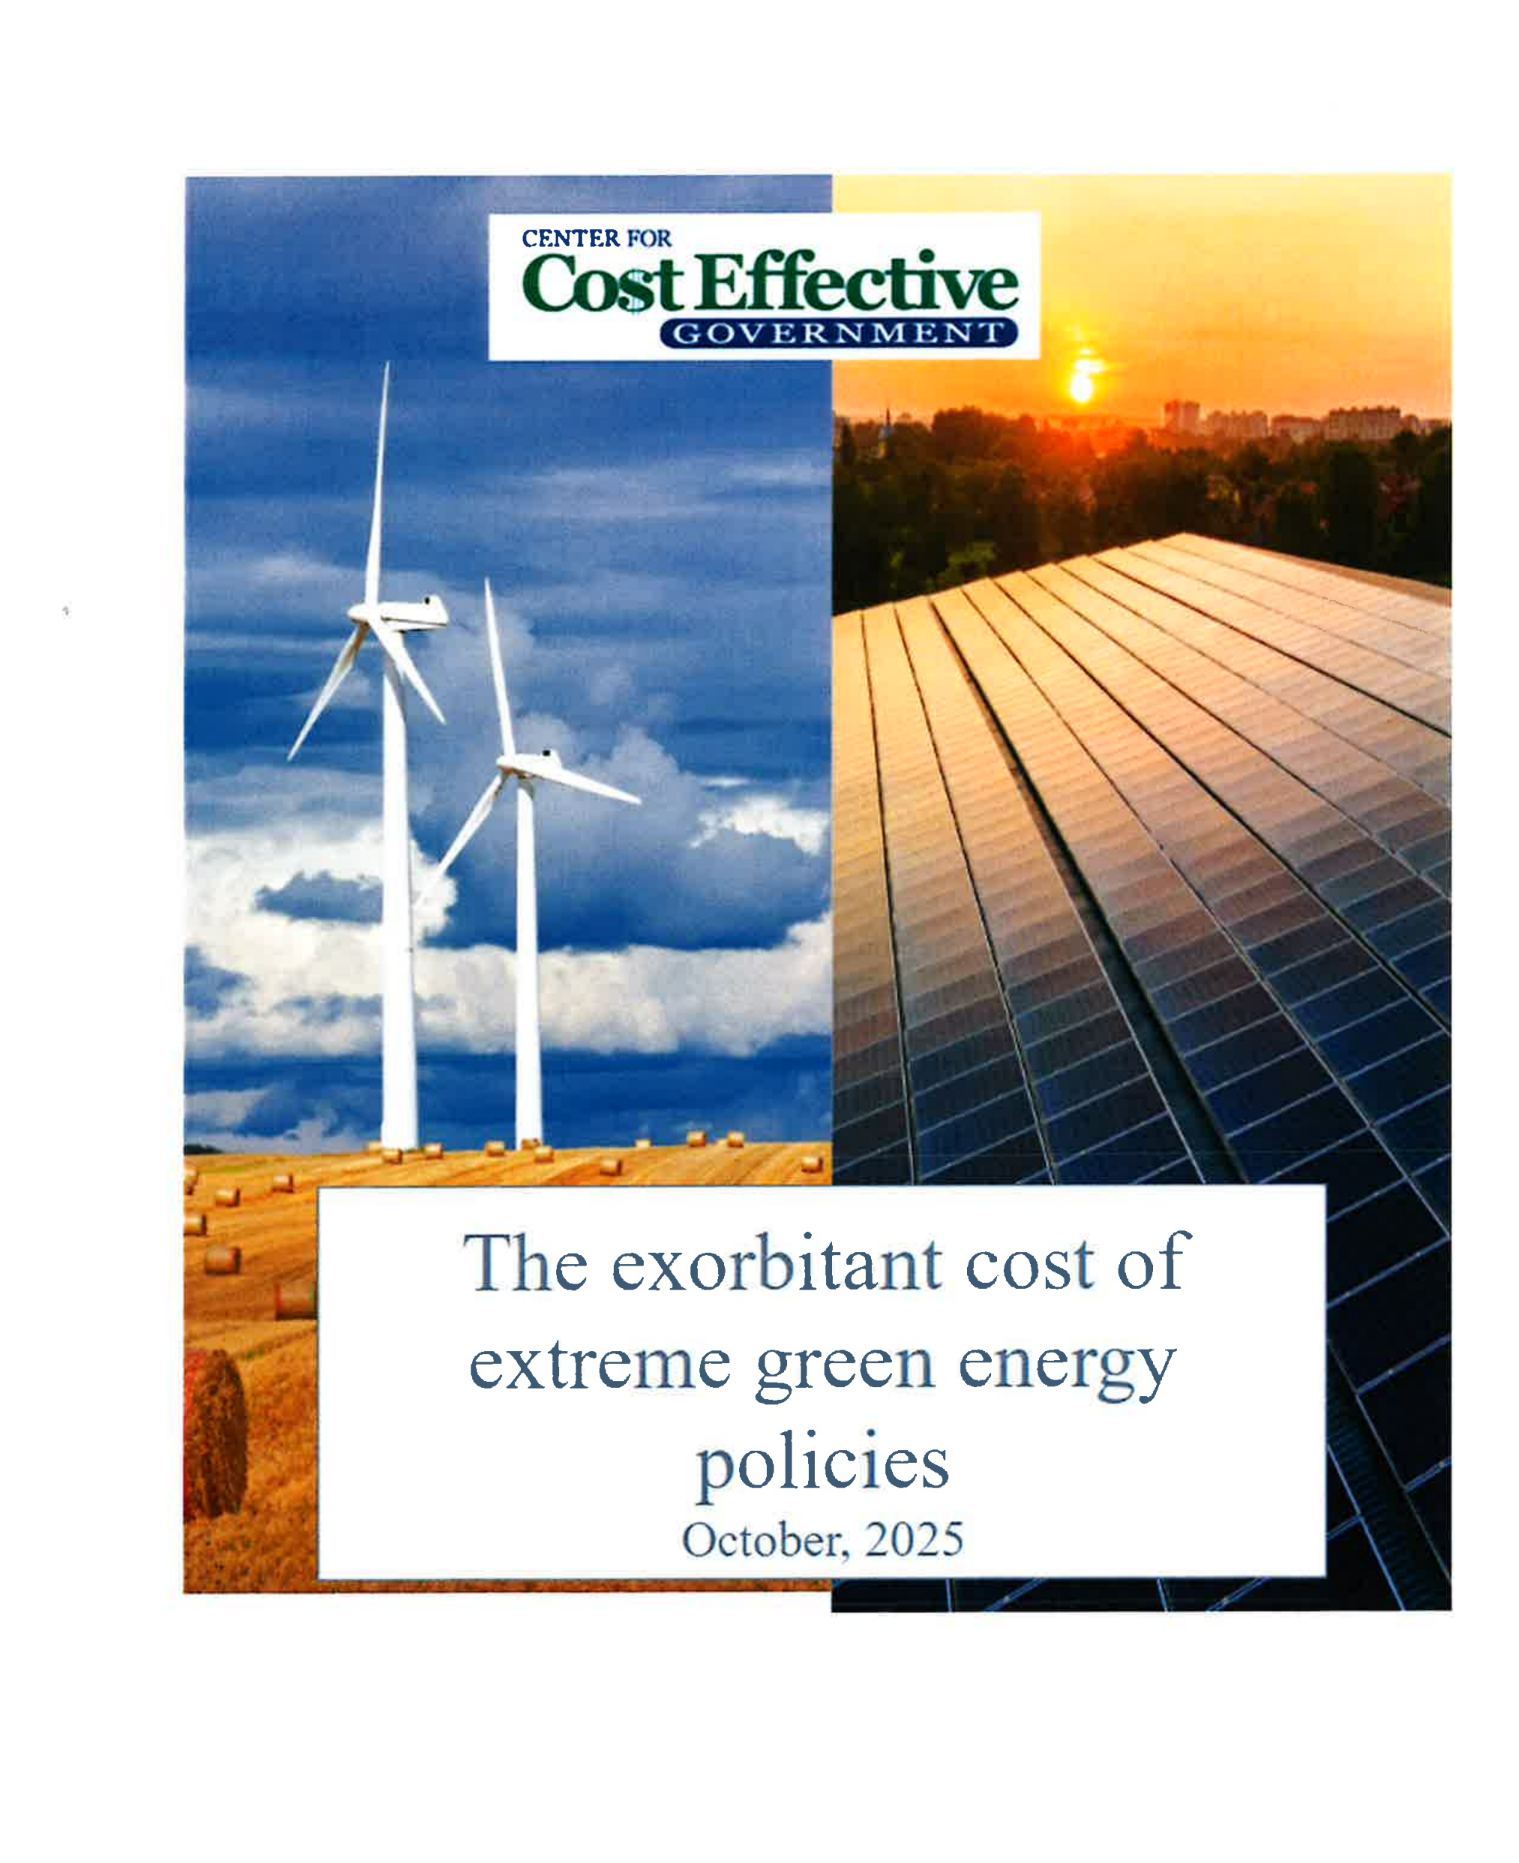 CENTER FOR
Cost Effective
GOVERNMENT
The exorbitant cost of
extreme green energy
policies
October, 2025